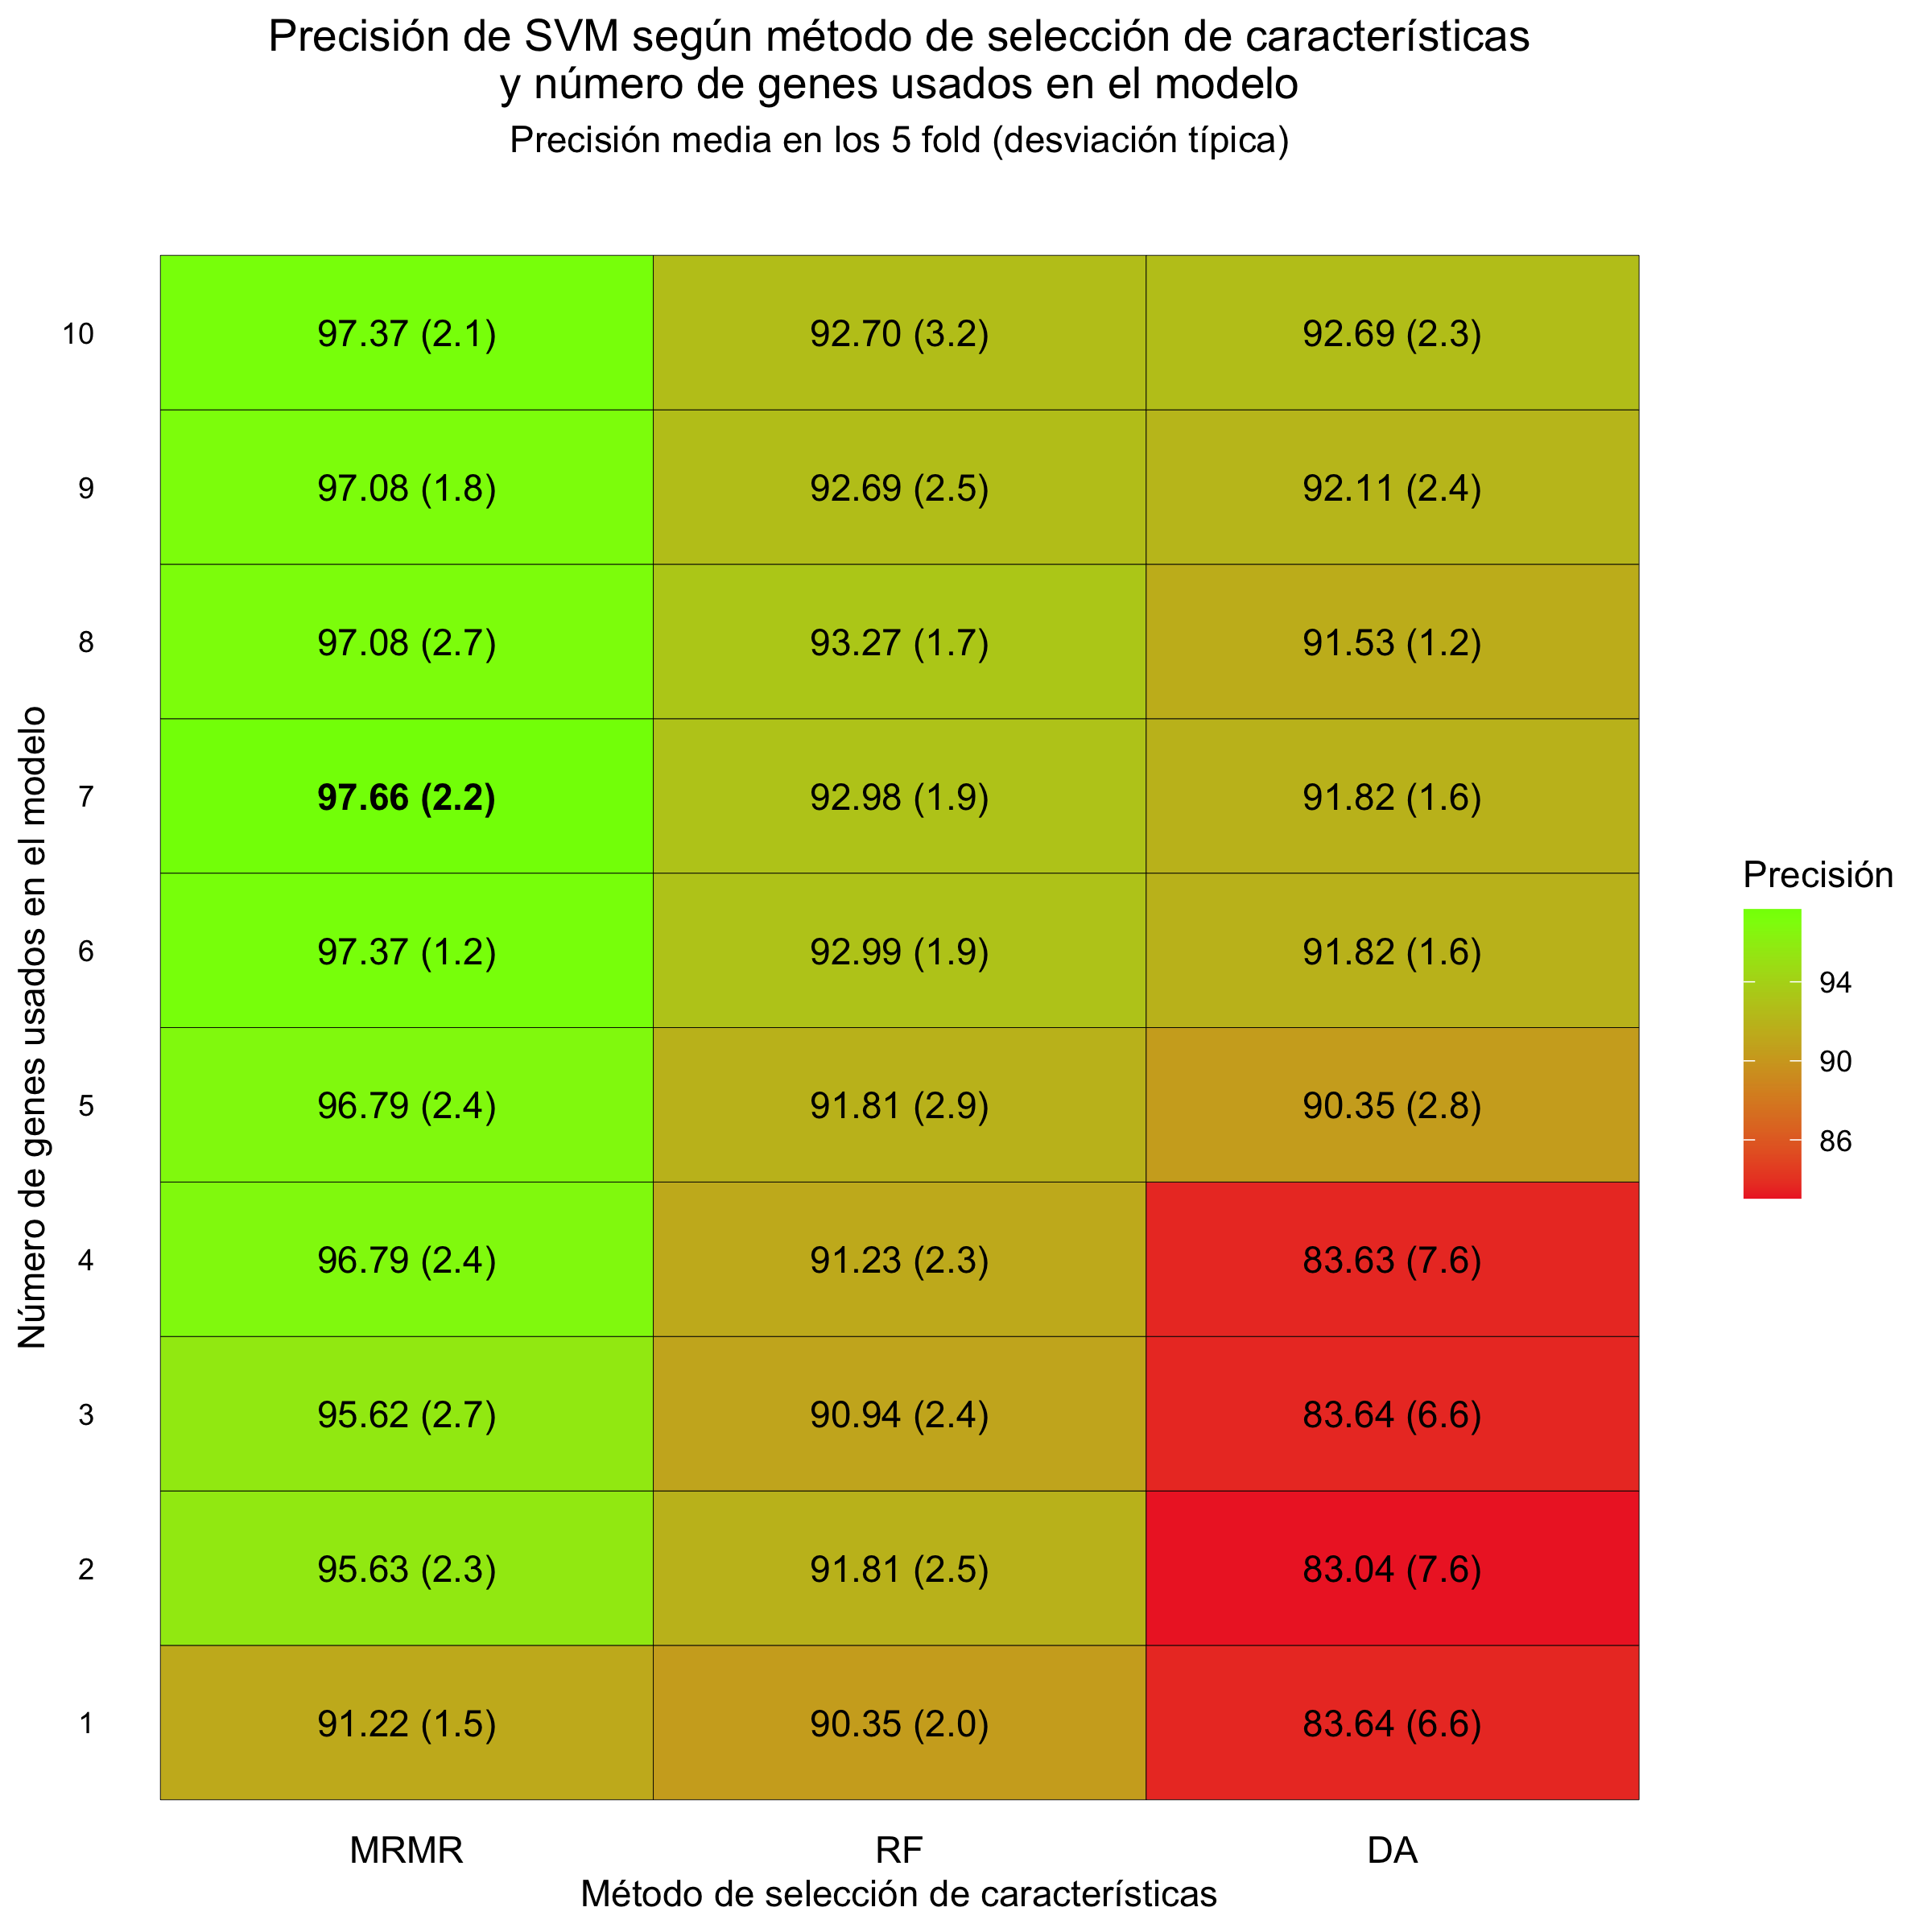 Precisión de SVM según método de selección de características
y número de genes usados en el modelo
Precisión media en los 5 fold (desviación típica)
Número de genes usados en el modelo
10 97.37 (2.1) 92.70 (3.2) 92.69 (2.3)
9 97.08 (1.8) 92.69 (2.5) 92.11 (2.4)
8 97.08 (2.7) 93.27 (1.7) 91.53 (1.2)
7 97.66 (2.2) 92.98 (1.9) 91.82 (1.6)
6 97.37 (1.2) 92.99 (1.9) 91.82 (1.6)
5 96.79 (2.4) 91.81 (2.9) 90.35 (2.8)
4 96.79 (2.4) 91.23 (2.3) 83.63 (7.6)
3 95.62 (2.7) 90.94 (2.4) 83.64 (6.6)
2 95.63 (2.3) 91.81 (2.5) 83.04 (7.6)
1 91.22 (1.5) 90.35 (2.0) 83.64 (6.6)
MRMR RF DA
Método de selección de características
Precisión
94
90
86